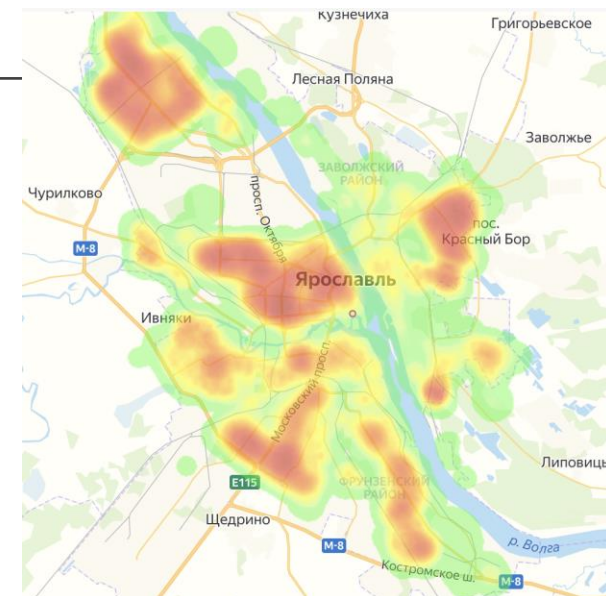 Кузнечиха
Григорьевское
Лесная Поляна
Заволжье
ЗАВОЛЖСКИЙ
РАЙОН
Чурилково
просп. Октября
пос.
Красный Бор
М-8
Ярославль
Ивняки
Московский просп.
Липовицы
Е115
ФРУНЗЕНСКИЙ
РАЙОН
Щедрино
М-8
р. Волга
Костромское ш.
М-8